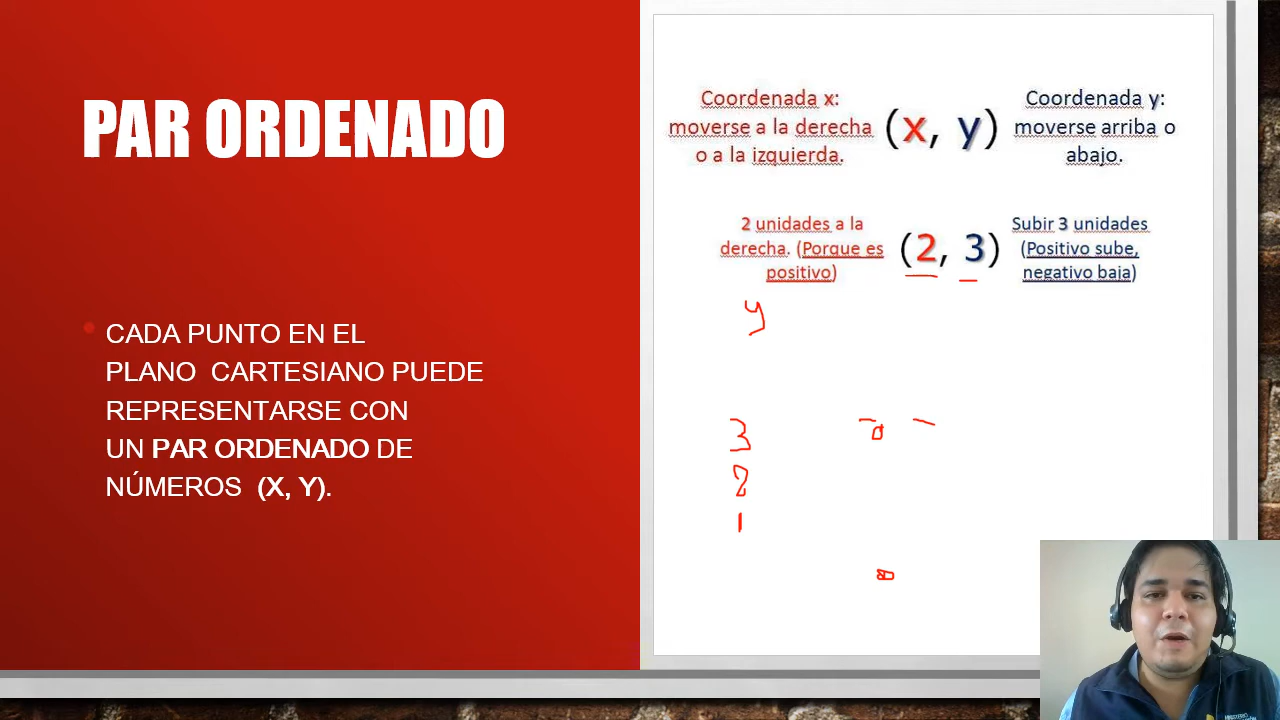 PAR ORDENADO
• CADA PUNTO EN EL
PLANO CARTESIANO PUEDE
REPRESENTARSE CON
UN PAR ORDENADO DE
NÚMEROS (X, Y).
Coordenada x:
moverse a la derecha
o a la izquierda.
(x, y)
Coordenada y:
moverse arriba o
abajo.
2 unidades a la
derecha. (Porque es
positivo)
(2, 3)
Subir 3 unidades
(Positivo sube,
negativo baja)
y
3
2
1